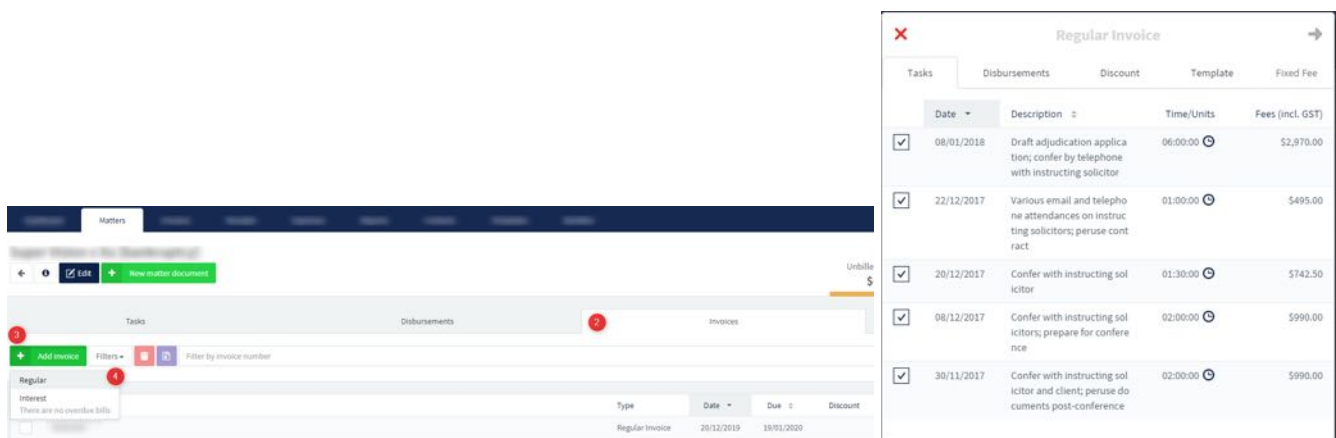 Matters
Edit
New matter document
Unbille
$
Tasks
Disbursements
2
Invoices
3
Add invoice
Filters
Filter by invoice number
Regular
4
Interest
There are no overdue bills
Type
Date
Due
Discount
Regular Invoice
20/12/2019
19/01/2020
Regular Invoice
Tasks
Disbursements
Discount
Template
Fixed Fee
Date
Description
Time/Units
Fees (incl. GST)
08/01/2018
Draft adjudication applica
tion; confer by telephone
with instructing solicitor
06:00:00
$2,970.00
22/12/2017
Various email and telepho
ne attendances on instruc
ting solicitors; peruse cont
ract
01:00:00
$495.00
20/12/2017
Confer with instructing sol
icitor
01:30:00
$742.50
08/12/2017
Confer with instructing sol
icitors; prepare for confere
nce
02:00:00
$990.00
30/11/2017
Confer with instructing sol
icitor and client; peruse do
cuments post-conference
02:00:00
$990.00